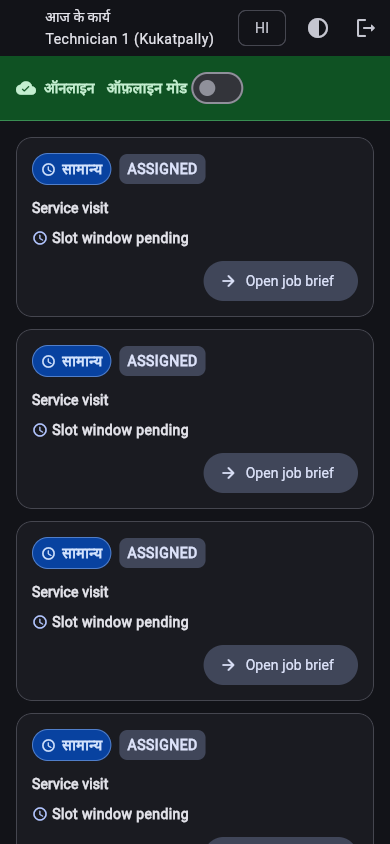 आज के कार्य
Technician 1 (Kukatpally)
HI
ऑनलाइन ऑफ़लाइन मोड
सामान्य ASSIGNED
Service visit
Slot window pending
Open job brief
सामान्य ASSIGNED
Service visit
Slot window pending
Open job brief
सामान्य ASSIGNED
Service visit
Slot window pending
Open job brief
सामान्य ASSIGNED
Service visit
Slot window pending